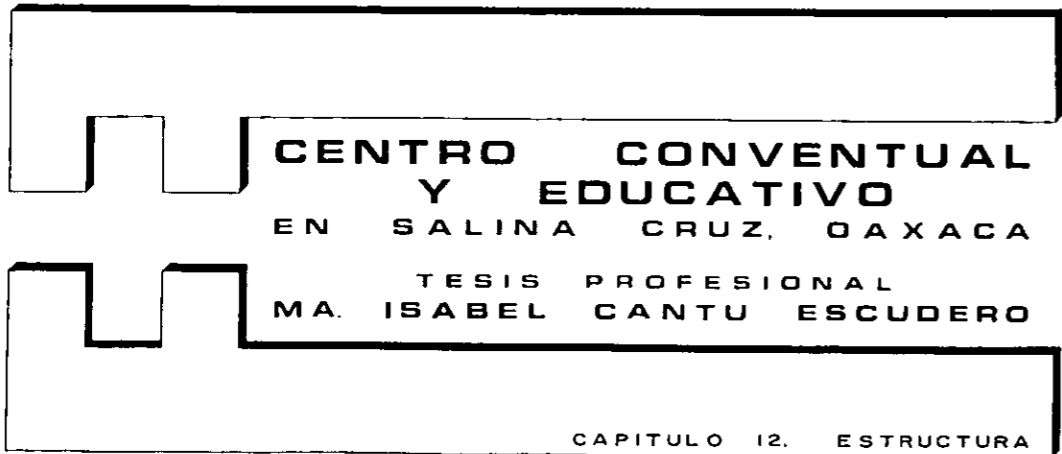 CENTRO CONVENTUAL
Y EDUCATIVO
EN SALINA CRUZ, OAXACA
TESIS PROFESIONAL
MA. ISABEL CANTU ESCUDERO
CAPITULO 12. ESTRUCTURA